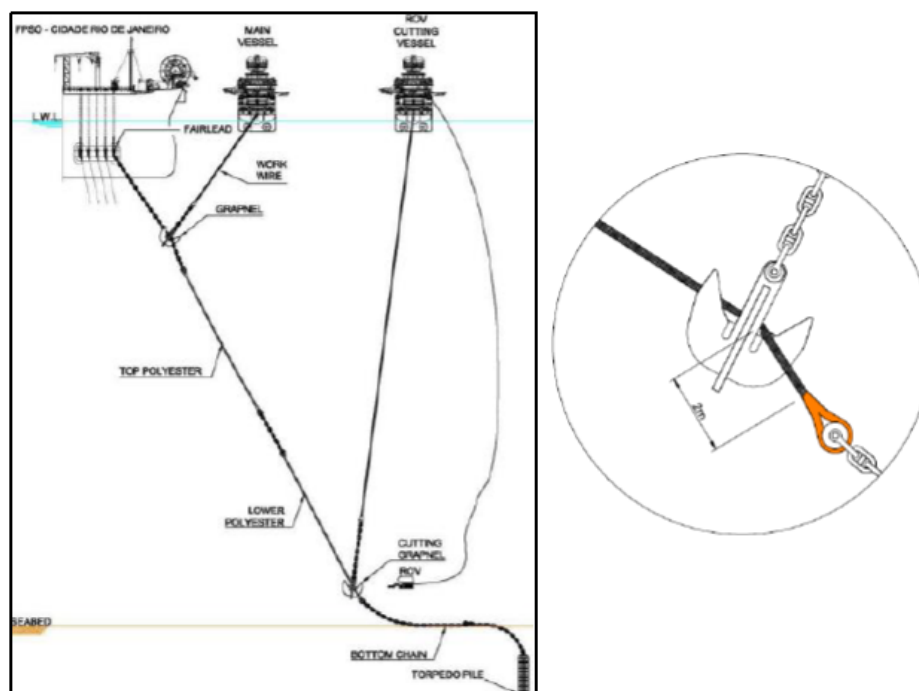 FPSO - CIDADE RIO DE JANEIRO
MAIN
VESSEL
ROV
CUTTING
VESSEL
L.W.L
FAIRLEAD
WORK
WIRE
GRAPNEL
TOP POLYESTER
LOWER
POLYESTER
CUTTING
GRAPNEL
ROV
SEABED
BOTTOM CHAIN
TORPEDO PILE
2m